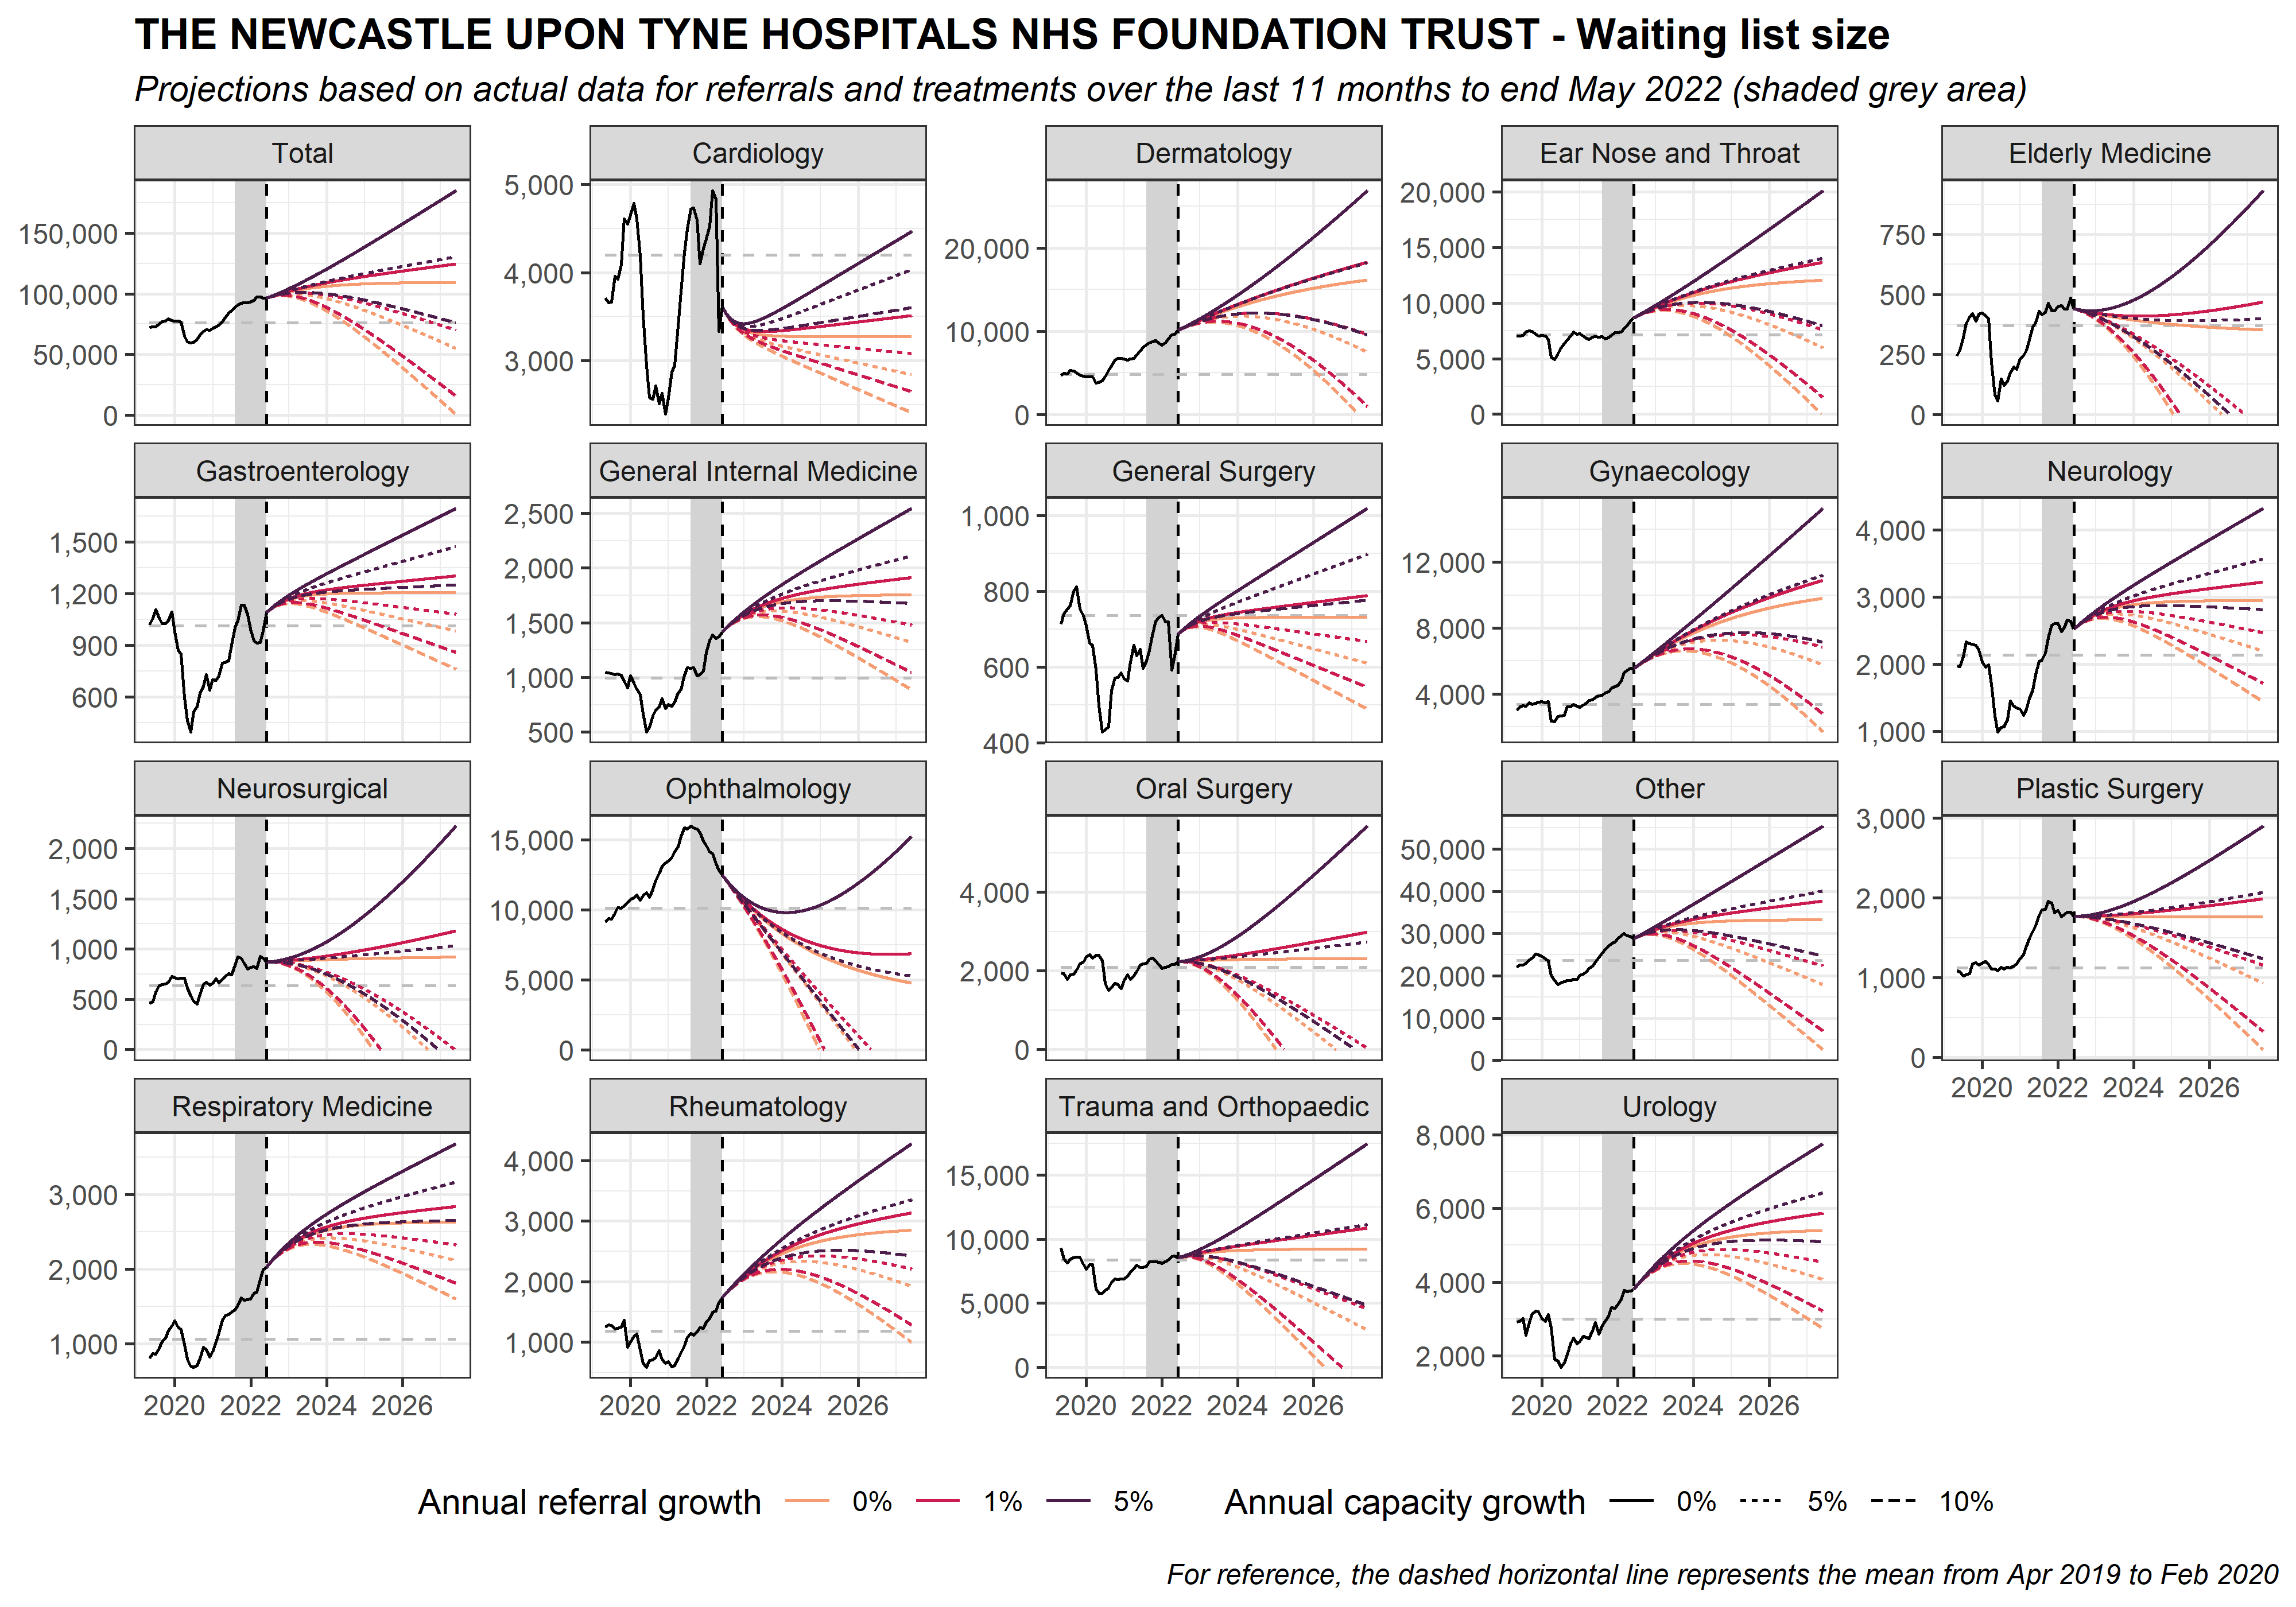 THE NEWCASTLE UPON TYNE HOSPITALS NHS FOUNDATION TRUST - Waiting list size
Projections based on actual data for referrals and treatments over the last 11 months to end May 2022 (shaded grey area)
Total
150,000
100,000
50,000
0
Cardiology
5,000
4,000
3,000
Dermatology
20,000
10,000
0
Ear Nose and Throat
20,000
15,000
10,000
5,000
0
Elderly Medicine
750
500
250
0
Gastroenterology
1,500
1,200
900
600
General Internal Medicine
2,500
2,000
1,500
1,000
500
General Surgery
1,000
800
600
400
Gynaecology
12,000
8,000
4,000
Neurology
4,000
3,000
2,000
1,000
Neurosurgical
2,000
1,500
1,000
500
0
Ophthalmology
15,000
10,000
5,000
0
Oral Surgery
4,000
2,000
0
Other
50,000
40,000
30,000
20,000
10,000
0
Plastic Surgery
3,000
2,000
1,000
0
2020 2022 2024 2026
Respiratory Medicine
3,000
2,000
1,000
2020 2022 2024 2026
Rheumatology
4,000
3,000
2,000
1,000
2020 2022 2024 2026
Trauma and Orthopaedic
15,000
10,000
5,000
0
2020 2022 2024 2026
Urology
8,000
6,000
4,000
2,000
2020 2022 2024 2026
Annual referral growth 0% 1% 5% Annual capacity growth 0% 5% 10%
For reference, the dashed horizontal line represents the mean from Apr 2019 to Feb 2020